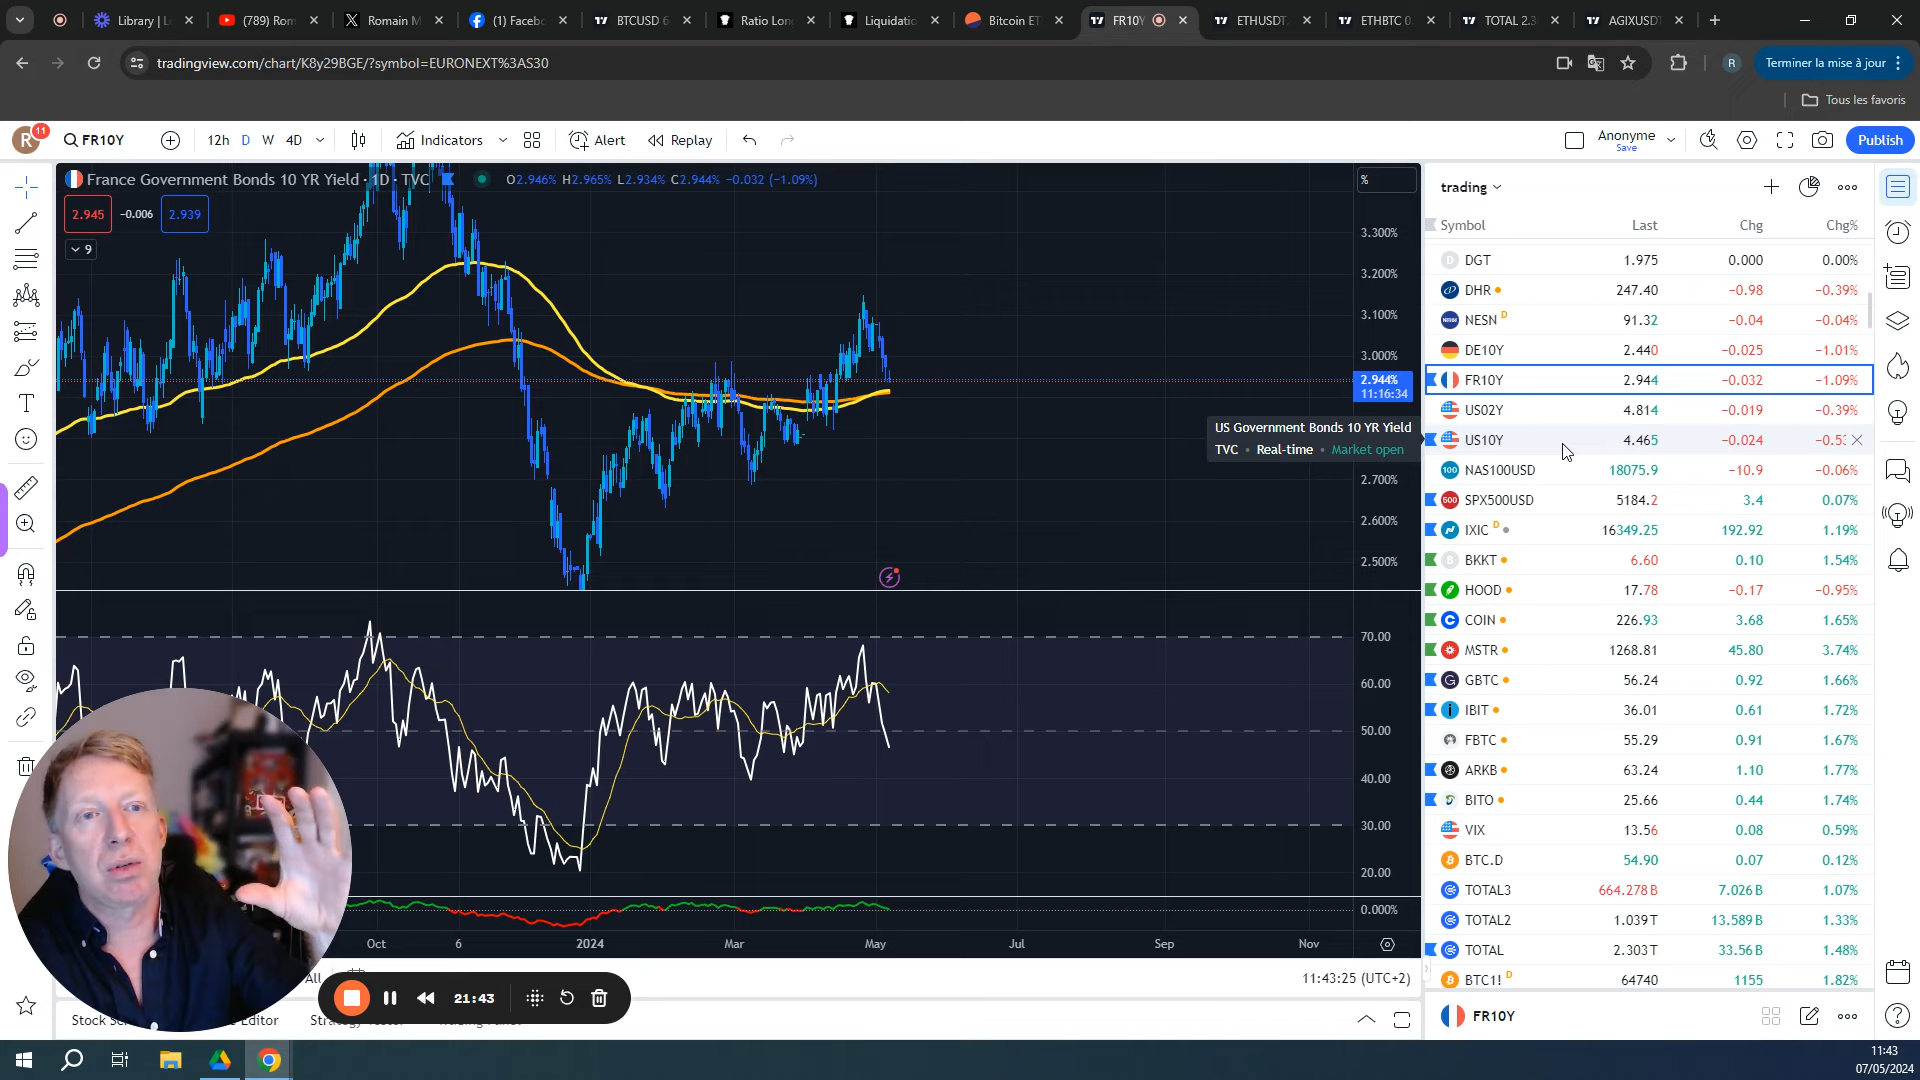 Library | L
(789) Rom
Romain M
(1) Facebo
BTCUSD 6
Ratio Lon
Liquidatio
Bitcoin ET
FR10Y
ETHUSDT
ETHBTC 0
TOTAL 2.3
AGIXUSDT
tradingview.com/chart/K8y29BGE/?symbol=EURONEXT%3AS30
R
Terminer la mise à jour
Tous les favoris
R 11
FR10Y
12h D W 4D
Indicators
Alert
Replay
Anonyme
Save
Publish
France Government Bonds 10 YR Yield · 1D · TVC
O2.946% H2.965% L2.934% C2.944% −0.032 (−1.09%)
2.945 −0.006 2.939
9
%
3.300%
3.200%
3.100%
3.000%
2.944%
11:16:34
2.700%
2.600%
2.500%
70.00
60.00
50.00
40.00
30.00
20.00
0.000%
US Government Bonds 10 YR Yield
TVC • Real-time • Market open
Oct 6 2024 Mar May Jul Sep Nov
All
11:43:25 (UTC+2)
21:43
Stock Sc
Editor
trading
Symbol Last Chg Chg%
DGT 1.975 0.000 0.00%
DHR 247.40 −0.98 −0.39%
NESN D 91.32 −0.04 −0.04%
DE10Y 2.440 −0.025 −1.01%
FR10Y 2.944 −0.032 −1.09%
US02Y 4.814 −0.019 −0.39%
US10Y 4.465 −0.024 −0.53
NAS100USD 18075.9 −10.9 −0.06%
SPX500USD 5184.2 3.4 0.07%
IXIC D 16349.25 192.92 1.19%
BKKT 6.60 0.10 1.54%
HOOD 17.78 −0.17 −0.95%
COIN 226.93 3.68 1.65%
MSTR 1268.81 45.80 3.74%
GBTC 56.24 0.92 1.66%
IBIT 36.01 0.61 1.72%
FBTC 55.29 0.91 1.67%
ARKB 63.24 1.10 1.77%
BITO 25.66 0.44 1.74%
VIX 13.56 0.08 0.59%
BTC.D 54.90 0.07 0.12%
TOTAL3 664.278 B 7.026 B 1.07%
TOTAL2 1.039 T 13.589 B 1.33%
TOTAL 2.303 T 33.56 B 1.48%
BTC1! D 64740 1155 1.82%
FR10Y
11:43
07/05/2024